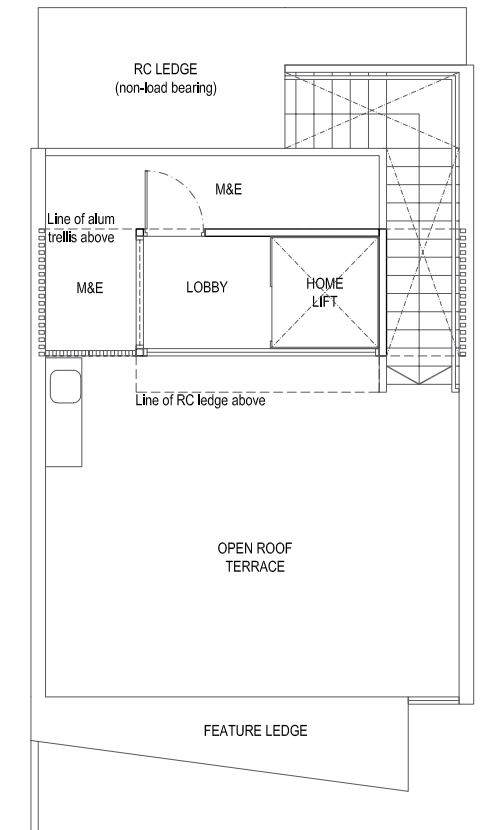 RC LEDGE
(non-load bearing)
M&E
Line of alum
trellis above
M&E
LOBBY
HOME
LIFT
Line of RC ledge above
OPEN ROOF
TERRACE
FEATURE LEDGE